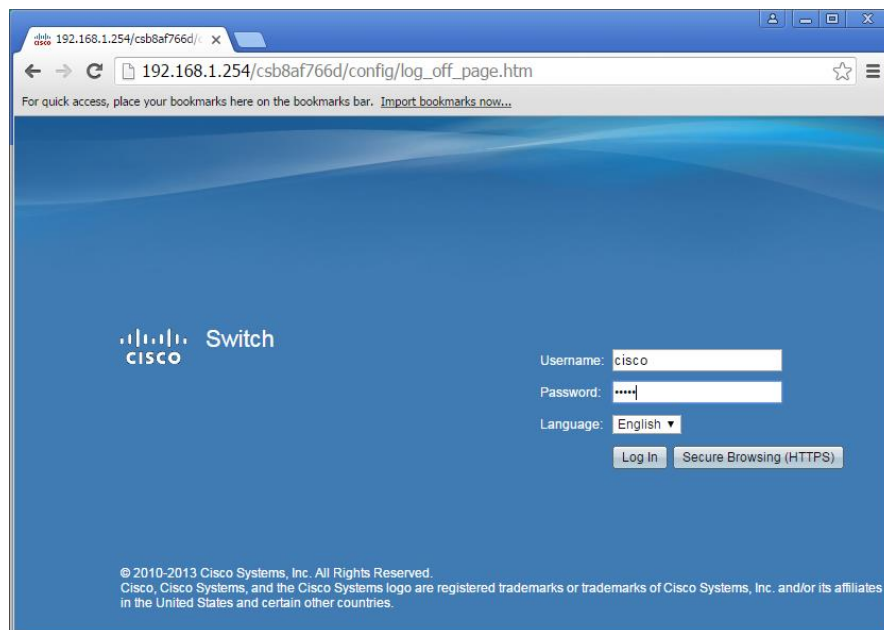 192.168.1.254/csb8af766d/
192.168.1.254/csb8af766d/config/log_off_page.htm
For quick access, place your bookmarks here on the bookmarks bar. Import bookmarks now...
CISCO Switch
Username: cisco
Password: •••••
Language: English
Log In Secure Browsing (HTTPS)
© 2010-2013 Cisco Systems, Inc. All Rights Reserved.
Cisco, Cisco Systems, and the Cisco Systems logo are registered trademarks or trademarks of Cisco Systems, Inc. and/or its affiliates
in the United States and certain other countries.